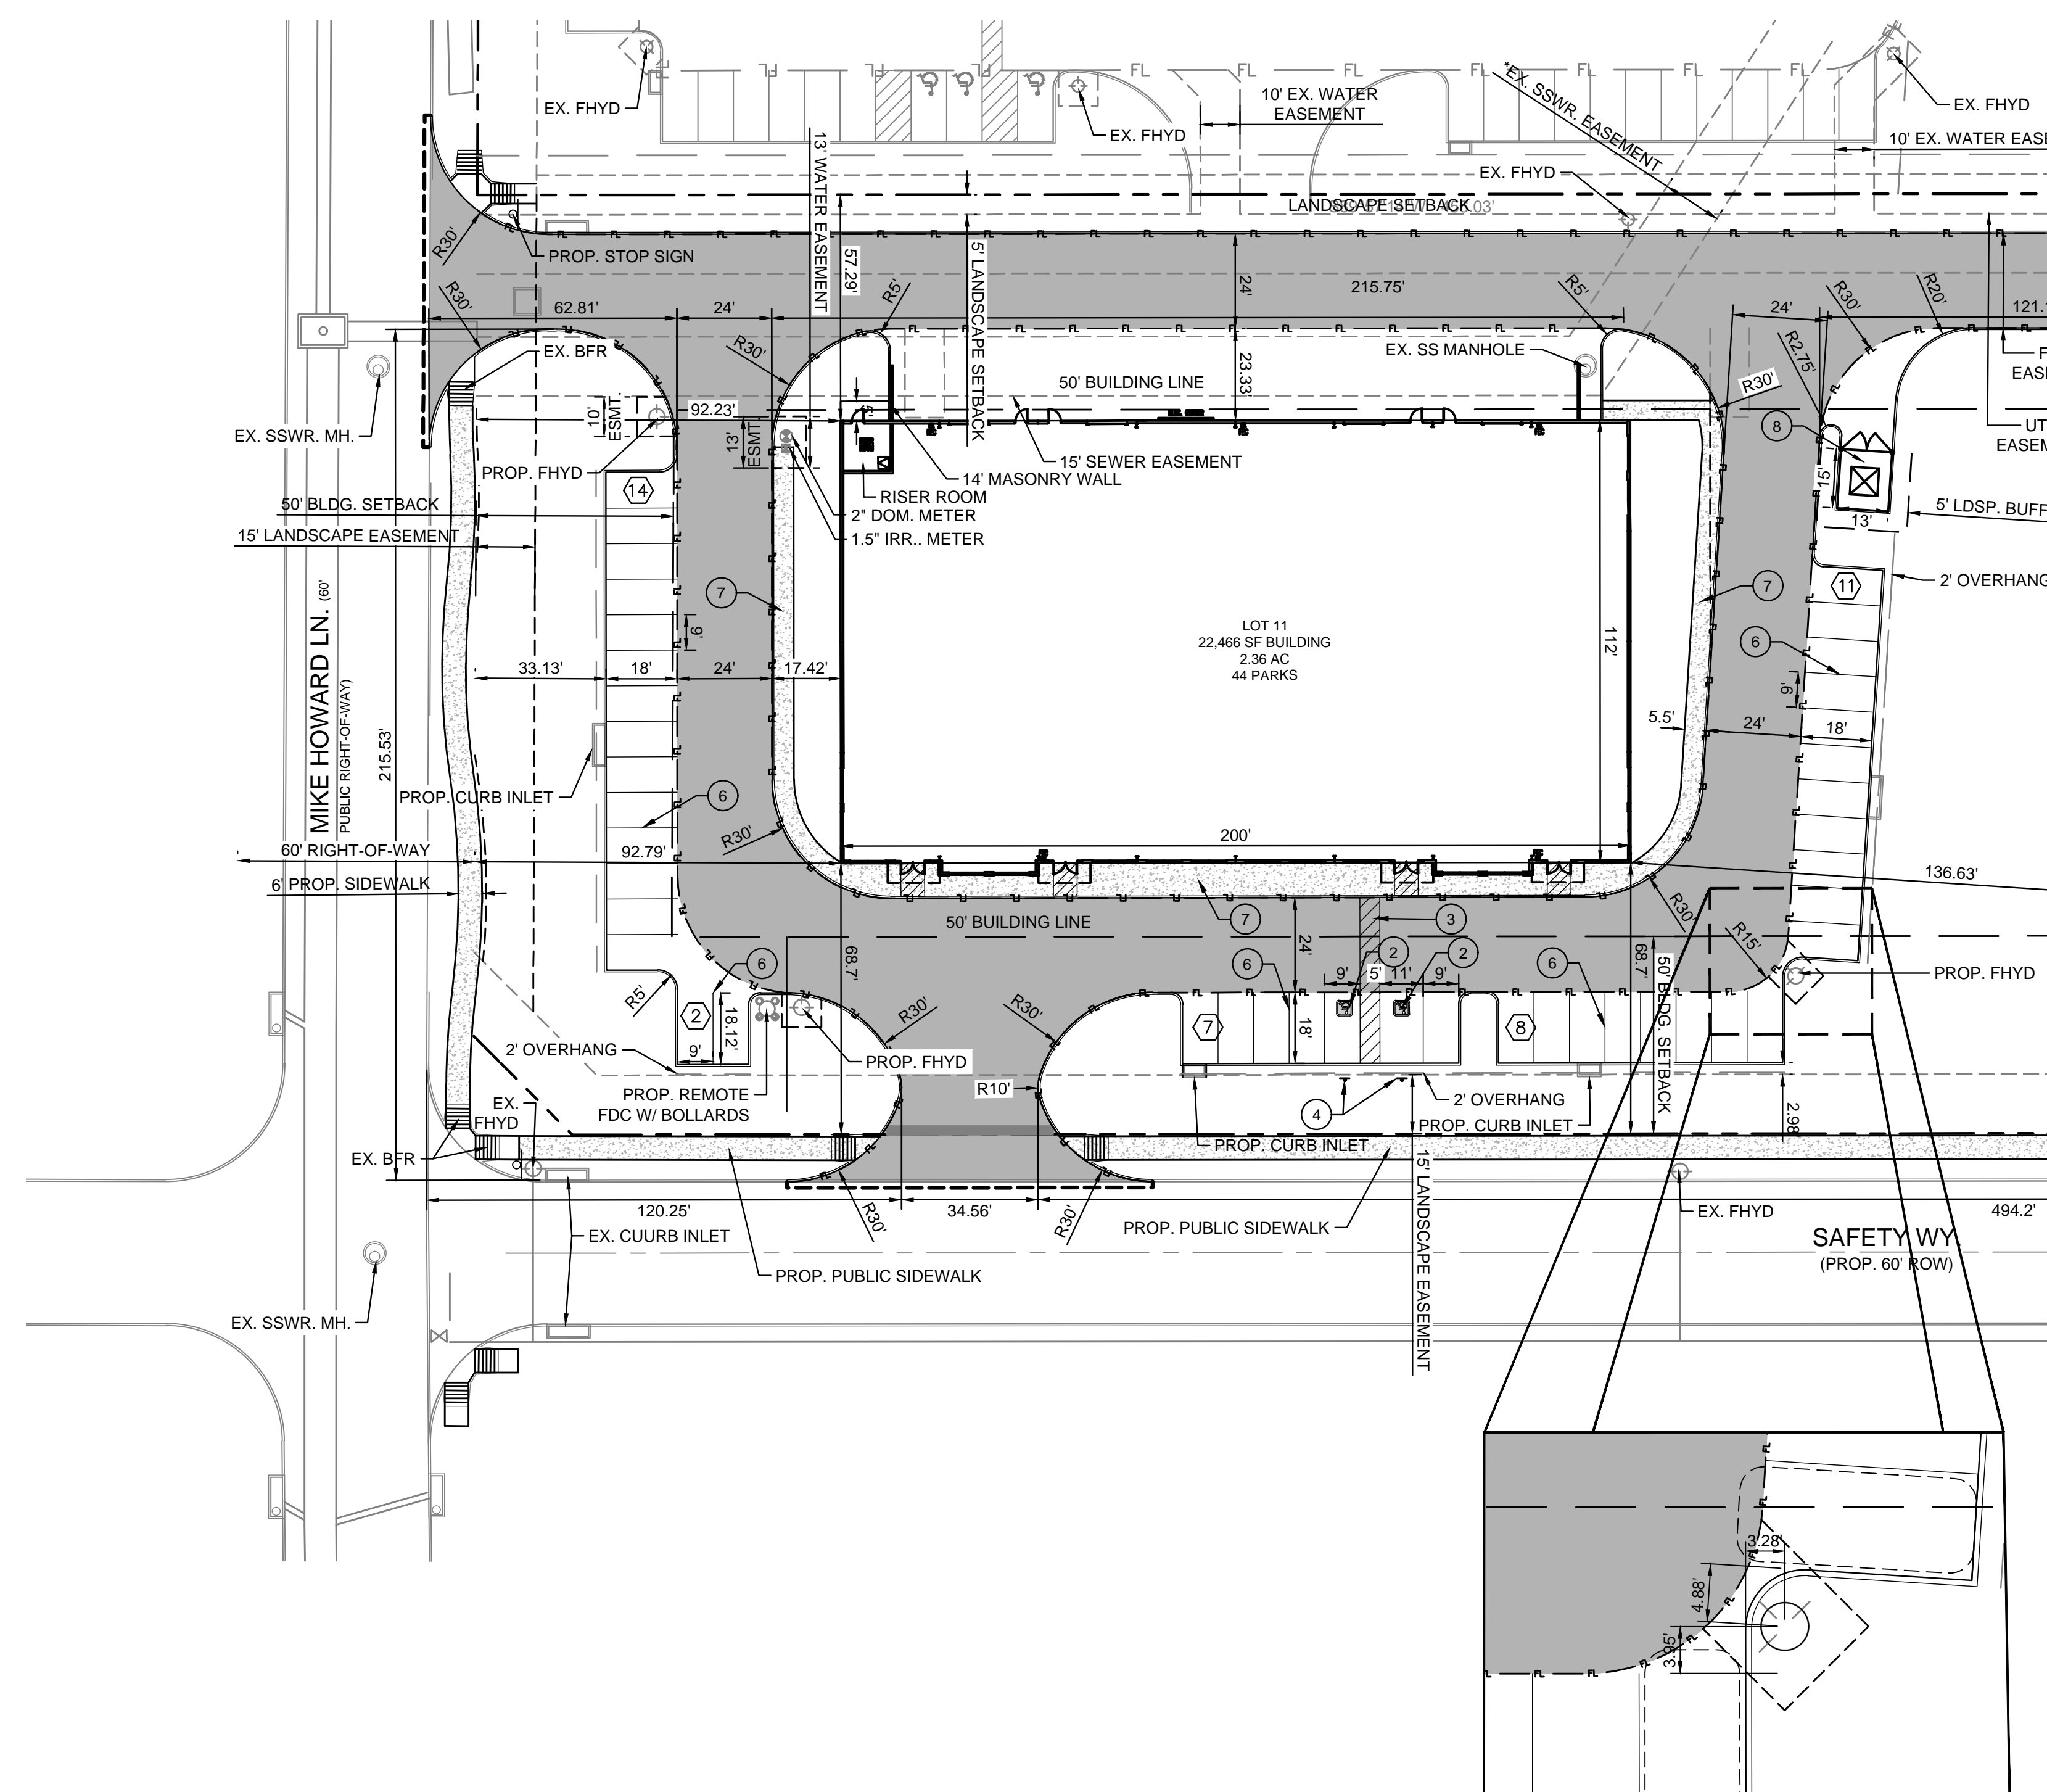 EX. FHYD
EX. FHYD
EX. FHYD
10' EX. WATER
EASEMENT
*EX. SSWR. EASEMENT
10' EX. WATER EASE
EX. FHYD
LANDSCAPE SETBACK
13' WATER EASEMENT
57.29'
5' LANDSCAPE SETBACK
R30'
PROP. STOP SIGN
R30'
62.81'
24'
R5'
24'
215.75'
R5'
24'
R30'
R20'
121.
EX. BFR
R30'
23.33'
EX. SS MANHOLE
R2.75'
R30'
50' BUILDING LINE
10'
ESMT.
92.23'
13'
ESMT.
5'
EX. SSWR. MH.
8
UT
EASEM
PROP. FHYD
15' SEWER EASEMENT
14' MASONRY WALL
RISER ROOM
2" DOM. METER
1.5" IRR.. METER
14
50' BLDG. SETBACK
15' LANDSCAPE EASEMENT
15'
13'
5' LDSP. BUFF
2' OVERHANG
11
7
7
LOT 11
22,466 SF BUILDING
2.36 AC
44 PARKS
112'
6
9'
9'
MIKE HOWARD LN. (60'
PUBLIC RIGHT-OF-WAY)
215.53'
33.13'
18'
24'
17.42'
5.5'
24'
18'
PROP. CURB INLET
6
R30'
200'
60' RIGHT-OF-WAY
92.79'
6' PROP. SIDEWALK
136.63'
50' BUILDING LINE
68.7'
7
24'
3
2
2
R30'
R15'
6
6
9'
5'
11'
9'
6
68.7'
50' BLDG. SETBACK
PROP. FHYD
R5'
2
18.12'
9'
R30'
R30'
7
18'
8
2' OVERHANG
PROP. FHYD
PROP. REMOTE
FDC W/ BOLLARDS
R10'
EX.
FHYD
4
2' OVERHANG
PROP. CURB INLET
PROP. CURB INLET
2.98
EX. BFR
15' LANDSCAPE EASEMENT
120.25'
R30'
34.56'
R30'
PROP. PUBLIC SIDEWALK
EX. FHYD
494.2'
EX. CUURB INLET
PROP. PUBLIC SIDEWALK
SAFETY WY.
(PROP. 60' ROW)
EX. SSWR. MH.
3.28'
4.88'
3.95'